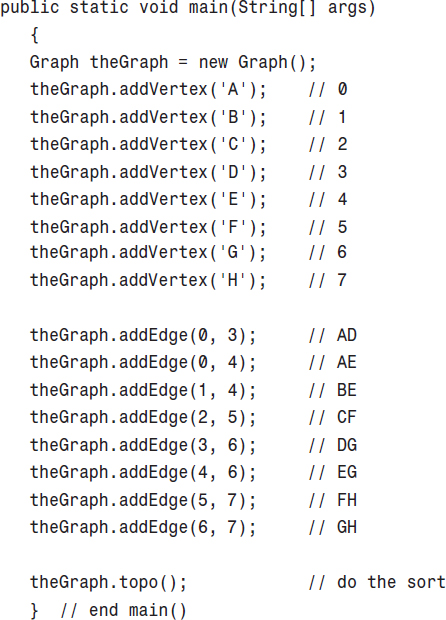 public static void main(String[] args)
{
Graph theGraph = new Graph();
theGraph.addVertex('A'); // 0
theGraph.addVertex('B'); // 1
theGraph.addVertex('C'); // 2
theGraph.addVertex('D'); // 3
theGraph.addVertex('E'); // 4
theGraph.addVertex('F'); // 5
theGraph.addVertex('G'); // 6
theGraph.addVertex('H'); // 7
theGraph.addEdge(0, 3); // AD
theGraph.addEdge(0, 4); // AE
theGraph.addEdge(1, 4); // BE
theGraph.addEdge(2, 5); // CF
theGraph.addEdge(3, 6); // DG
theGraph.addEdge(4, 6); // EG
theGraph.addEdge(5, 7); // FH
theGraph.addEdge(6, 7); // GH
theGraph.topo(); // do the sort
} // end main()